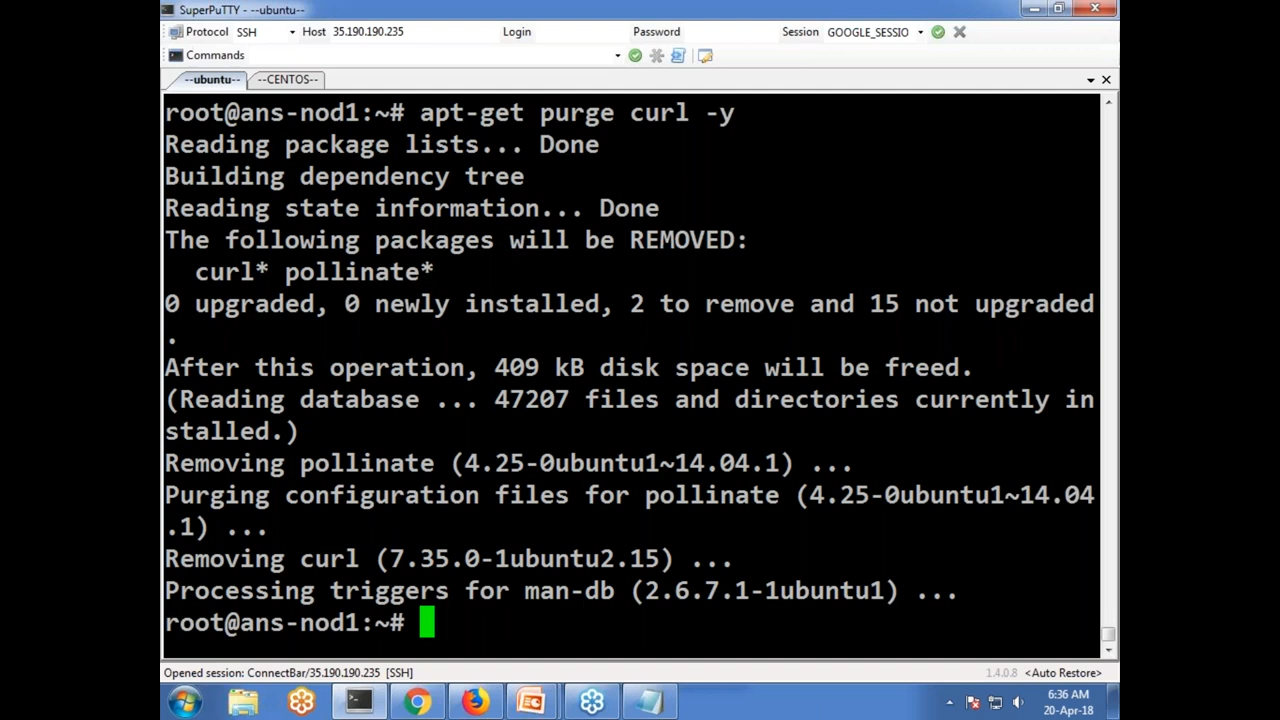 SuperPuTTY - --ubuntu--
Protocol SSH Host 35.190.190.235 Login Password Session GOOGLE_SESSIO
Commands
--ubuntu-- --CENTOS--
root@ans-nod1:~# apt-get purge curl -y
Reading package lists... Done
Building dependency tree
Reading state information... Done
The following packages will be REMOVED:
curl* pollinate*
0 upgraded, 0 newly installed, 2 to remove and 15 not upgraded
.
After this operation, 409 kB disk space will be freed.
(Reading database ... 47207 files and directories currently in
stalled.)
Removing pollinate (4.25-0ubuntu1~14.04.1) ...
Purging configuration files for pollinate (4.25-0ubuntu1~14.04
.1) ...
Removing curl (7.35.0-1ubuntu2.15) ...
Processing triggers for man-db (2.6.7.1-1ubuntu1) ...
root@ans-nod1:~#
Opened session: ConnectBar/35.190.190.235 [SSH] 1.4.0.8 <Auto Restore>
6:36 AM
20-Apr-18